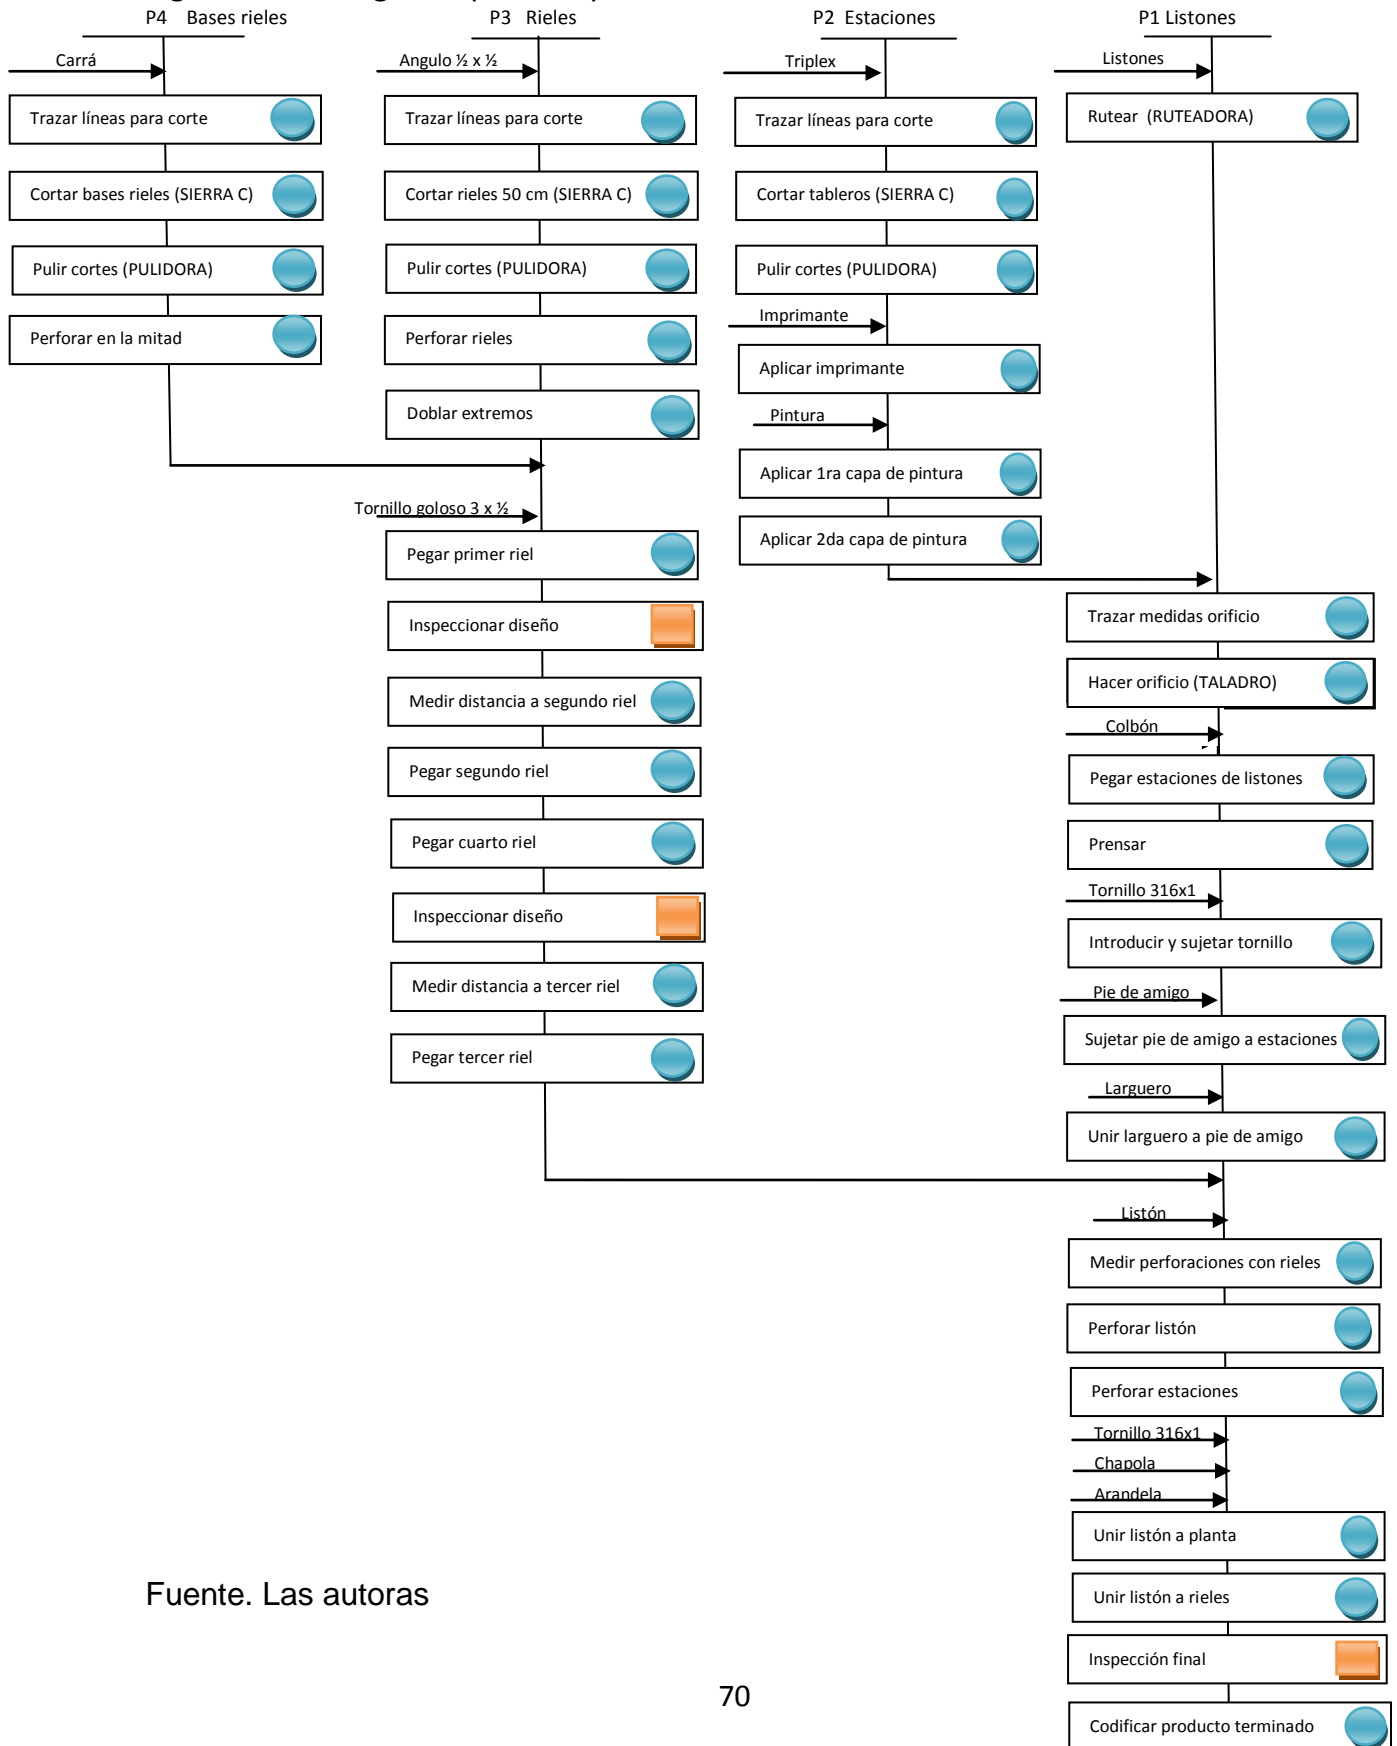 P4 Bases rieles
Carrá
Trazar líneas para corte
Cortar bases rieles (SIERRA C)
Pulir cortes (PULIDORA)
Perforar en la mitad
P3 Rieles
Angulo ½ x ½
Trazar líneas para corte
Cortar rieles 50 cm (SIERRA C)
Pulir cortes (PULIDORA)
Perforar rieles
Doblar extremos
Tornillo goloso 3 x ½
Pegar primer riel
Inspeccionar diseño
Medir distancia a segundo riel
Pegar segundo riel
Pegar cuarto riel
Inspeccionar diseño
Medir distancia a tercer riel
Pegar tercer riel
P2 Estaciones
Triplex
Trazar líneas para corte
Cortar tableros (SIERRA C)
Pulir cortes (PULIDORA)
Imprimante
Aplicar imprimante
Pintura
Aplicar 1ra capa de pintura
Aplicar 2da capa de pintura
P1 Listones
Listones
Rutear (RUTEADORA)
Trazar medidas orificio
Hacer orificio (TALADRO)
Colbón
Pegar estaciones de listones
Prensar
Tornillo 316x1
Introducir y sujetar tornillo
Pie de amigo
Sujetar pie de amigo a estaciones
Larguero
Unir larguero a pie de amigo
Listón
Medir perforaciones con rieles
Perforar listón
Perforar estaciones
Tornillo 316x1
Chapola
Arandela
Unir listón a planta
Unir listón a rieles
Inspección final
Codificar producto terminado
Fuente. Las autoras
70